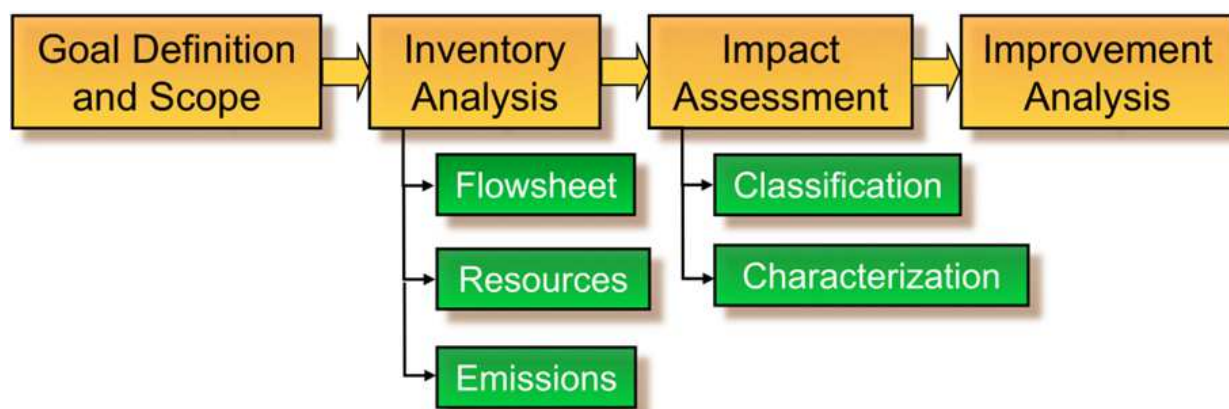 Goal Definition
and Scope
Inventory
Analysis
Impact
Assessment
Improvement
Analysis
Flowsheet
Resources
Emissions
Classification
Characterization